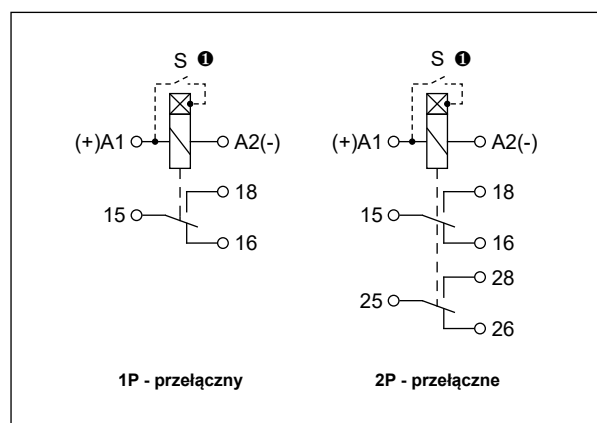 S ❶
(+)A1 A2(-)
18
15
16
1P - przełączny
S ❶
(+)A1 A2(-)
18
15
16
28
25
26
2P - przełączne